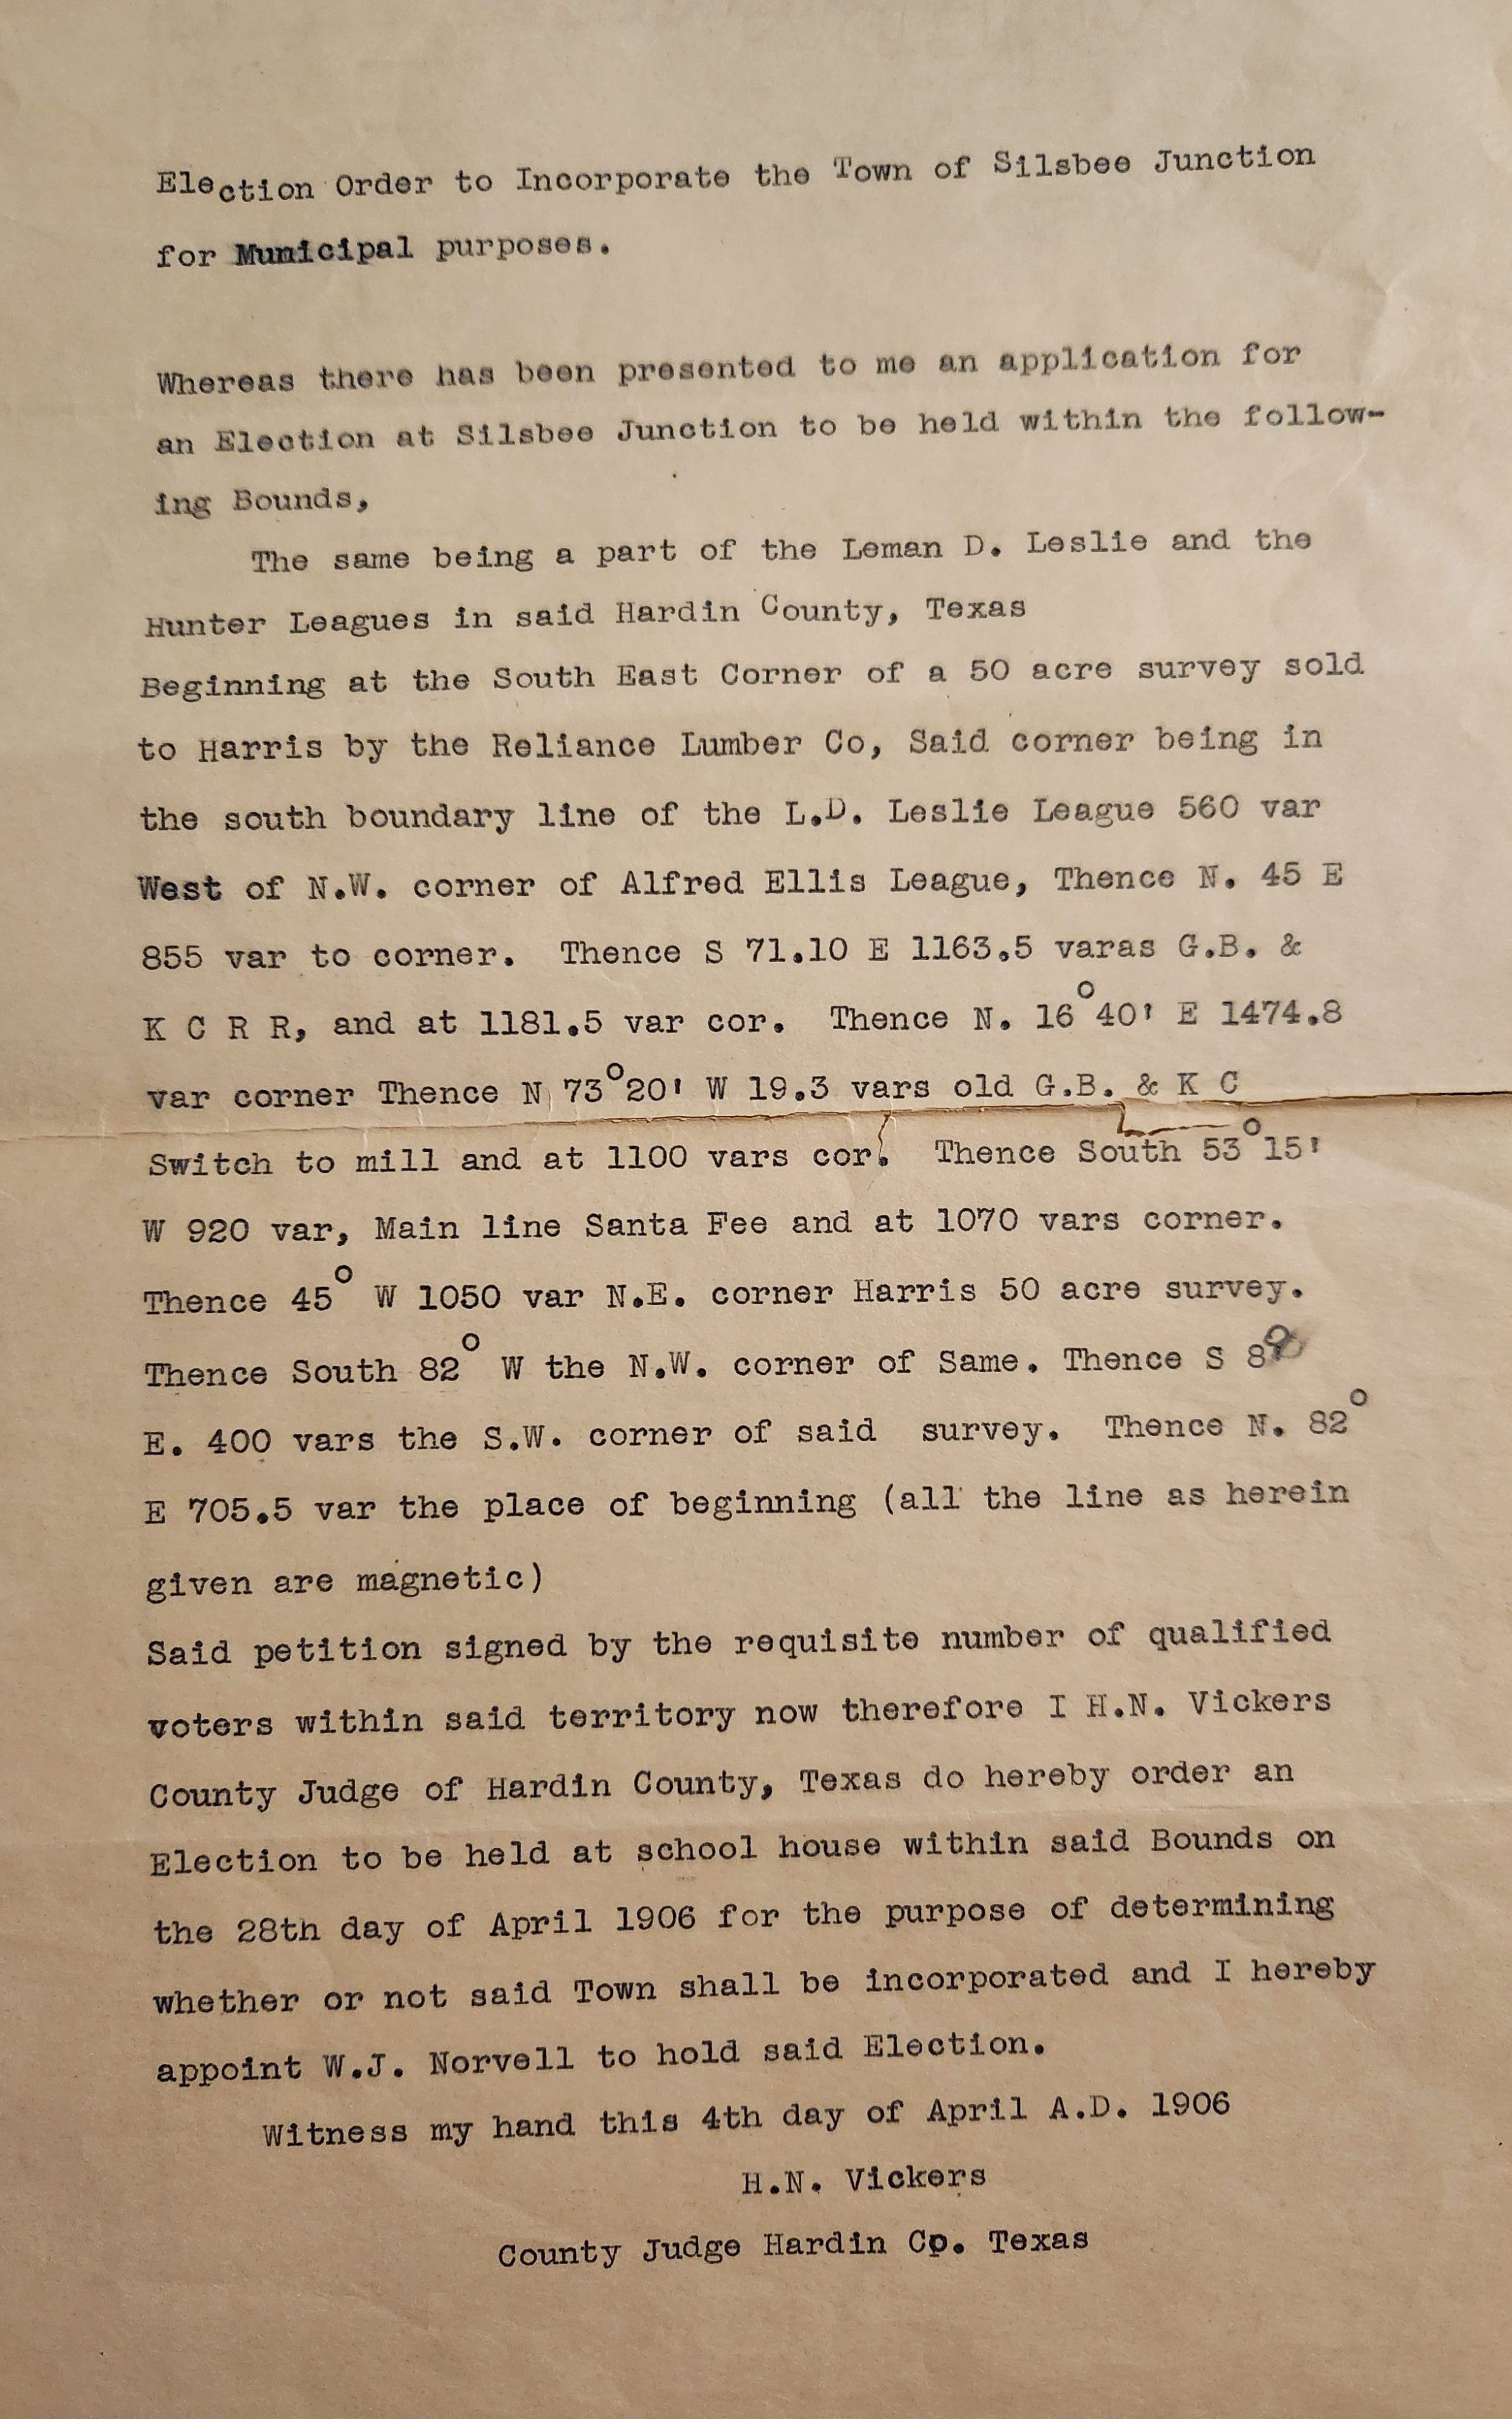 Election Order to Incorporate the Town of Silsbee Junction
for Municipal purposes.
Whereas there has been presented to me an application for
an Election at Silsbee Junction to be held within the follow-
ing Bounds,
The same being a part of the Leman D. Leslie and the
Hunter Leagues in said Hardin County, Texas
Beginning at the South East Corner of a 50 acre survey sold
to Harris by the Reliance Lumber Co, Said corner being in
the south boundary line of the L.D. Leslie League 560 var
West of N.W. corner of Alfred Ellis League, Thence N. 45 E
855 var to corner. Thence S 71.10 E 1163.5 varas G.B. &
K C R R, and at 1181.5 var cor. Thence N. 16°40' E 1474.8
var corner Thence N 73°20' W 19.3 vars old G.B. & K C
Switch to mill and at 1100 vars cor. Thence South 53°15'
W 920 var, Main line Santa Fee and at 1070 vars corner.
Thence 45° W 1050 var N.E. corner Harris 50 acre survey.
Thence South 82° W the N.W. corner of Same. Thence S 8°
E. 400 vars the S.W. corner of said survey. Thence N. 82°
E 705.5 var the place of beginning (all the line as herein
given are magnetic)
Said petition signed by the requisite number of qualified
voters within said territory now therefore I H.N. Vickers
County Judge of Hardin County, Texas do hereby order an
Election to be held at school house within said Bounds on
the 28th day of April 1906 for the purpose of determining
whether or not said Town shall be incorporated and I hereby
appoint W.J. Norvell to hold said Election.
Witness my hand this 4th day of April A.D. 1906
H.N. Vickers
County Judge Hardin Co. Texas